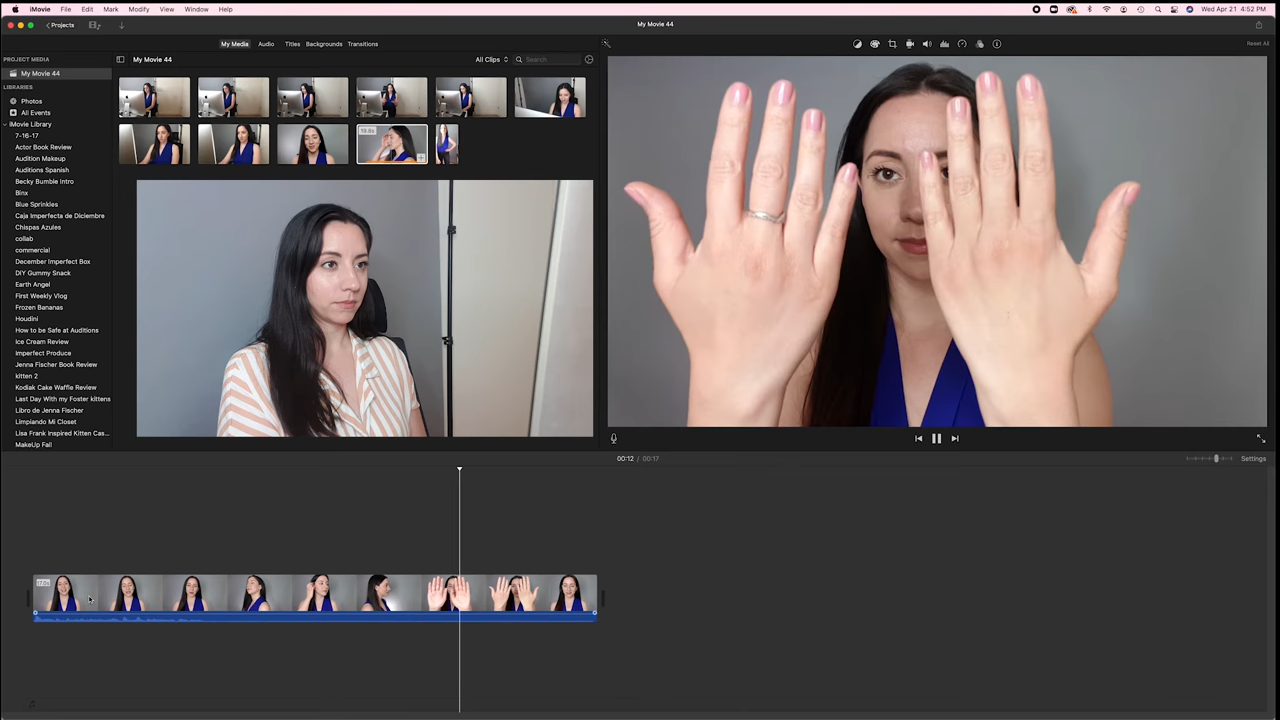 iMovie File Edit Mark Modify View Window Help
Wed Apr 21 4:52 PM
Projects
My Movie 44
My Media Audio Titles Backgrounds Transitions
Reset All
PROJECT MEDIA
My Movie 44
All Clips
Search
My Movie 44
LIBRARIES
Photos
All Events
iMovie Library
7-16-17
Actor Book Review
Audition Makeup
Auditions Spanish
Becky Bumble Intro
Binx
Blue Sprinkles
Caja Imperfecta de Diciembre
Chispas Azules
collab
commercial
December Imperfect Box
DIY Gummy Snack
Earth Angel
First Weekly Vlog
Frozen Bananas
Houdini
How to be Safe at Auditions
Ice Cream Review
Imperfect Produce
Jenna Fischer Book Review
kitten 2
Kodiak Cake Waffle Review
Last Day With my Foster kittens
Libro de Jenna Fischer
Limpiando Mi Closet
Lisa Frank Inspired Kitten Cas...
MakeUp Fail
19.8s
00:12 / 00:17
Settings
17.0s